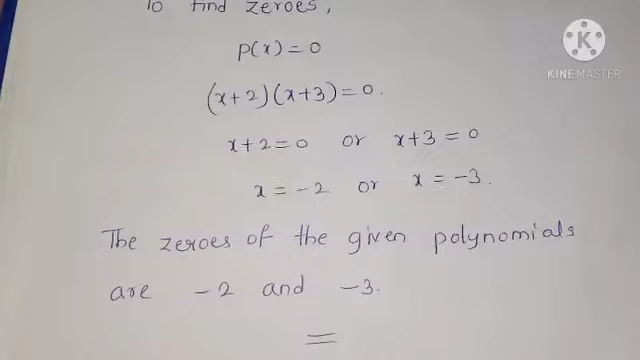 To find zeroes,
p(x) = 0
(x+2)(x+3) = 0.
x+2 = 0 or x+3 = 0
x = -2 or x = -3.
The zeroes of the given polynomials
are -2 and -3.
KINEMASTER